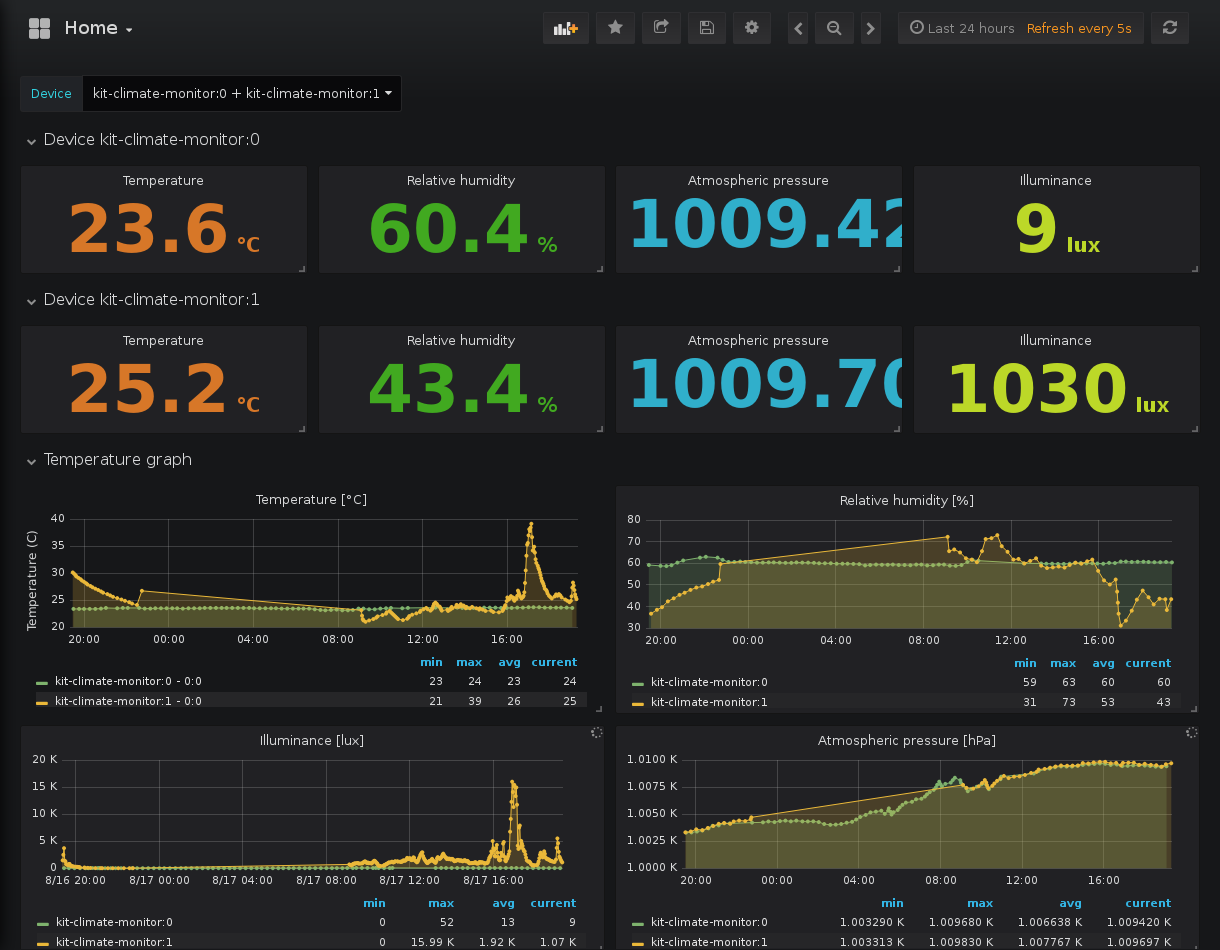 Home
Last 24 hours Refresh every 5s
Device kit-climate-monitor:0 + kit-climate-monitor:1
Device kit-climate-monitor:0
Temperature Relative humidity Atmospheric pressure Illuminance
23.6 °C 60.4 % 1009.42 9 lux
Device kit-climate-monitor:1
Temperature Relative humidity Atmospheric pressure Illuminance
25.2 °C 43.4 % 1009.70 1030 lux
Temperature graph
Temperature [°C]
Temperature (C)
40
35
30
25
20
20:00 00:00 04:00 08:00 12:00 16:00
min max avg current
kit-climate-monitor:0 - 0:0 23 24 23 24
kit-climate-monitor:1 - 0:0 21 39 26 25
Relative humidity [%]
80
70
60
50
40
30
20:00 00:00 04:00 08:00 12:00 16:00
min max avg current
kit-climate-monitor:0 59 63 60 60
kit-climate-monitor:1 31 73 53 43
Illuminance [lux]
20 K
15 K
10 K
5 K
0
8/16 20:00 8/17 00:00 8/17 04:00 8/17 08:00 8/17 12:00 8/17 16:00
min max avg current
kit-climate-monitor:0 0 52 13 9
kit-climate-monitor:1 0 15.99 K 1.92 K 1.07 K
Atmospheric pressure [hPa]
1.0100 K
1.0075 K
1.0050 K
1.0025 K
1.0000 K
20:00 00:00 04:00 08:00 12:00 16:00
min max avg current
kit-climate-monitor:0 1.003290 K 1.009680 K 1.006638 K 1.009420 K
kit-climate-monitor:1 1.003313 K 1.009830 K 1.007767 K 1.009697 K